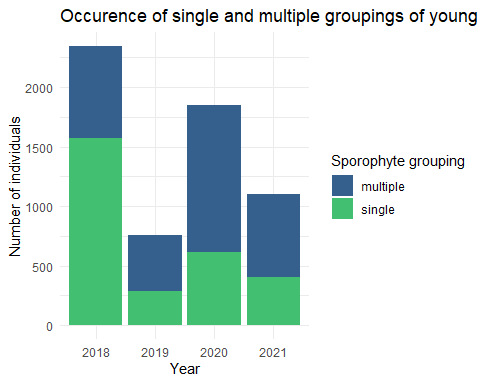 Occurence of single and multiple groupings of young
Number of individuals
2000
1500
1000
500
0
2018 2019 2020 2021
Year
Sporophyte grouping
multiple
single